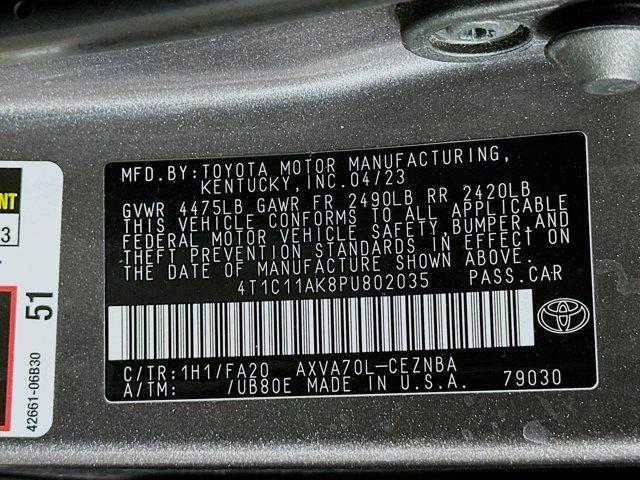 MFD.BY: TOYOTA MOTOR MANUFACTURING,
KENTUCKY, INC. 04/23
GVWR 4475LB GAWR FR 2490LB RR 2420LB
THIS VEHICLE CONFORMS TO ALL APPLICABLE
FEDERAL MOTOR VEHICLE SAFETY, BUMPER, AND
THEFT PREVENTION STANDARDS IN EFFECT ON
THE DATE OF MANUFACTURE SHOWN ABOVE.
4T1C11AK8PU802035 PASS.CAR
C/TR: 1H1/FA20 AXVA70L-CEZNBA
A/TM: /UB80E MADE IN U.S.A. 79030
51
42661-06B30